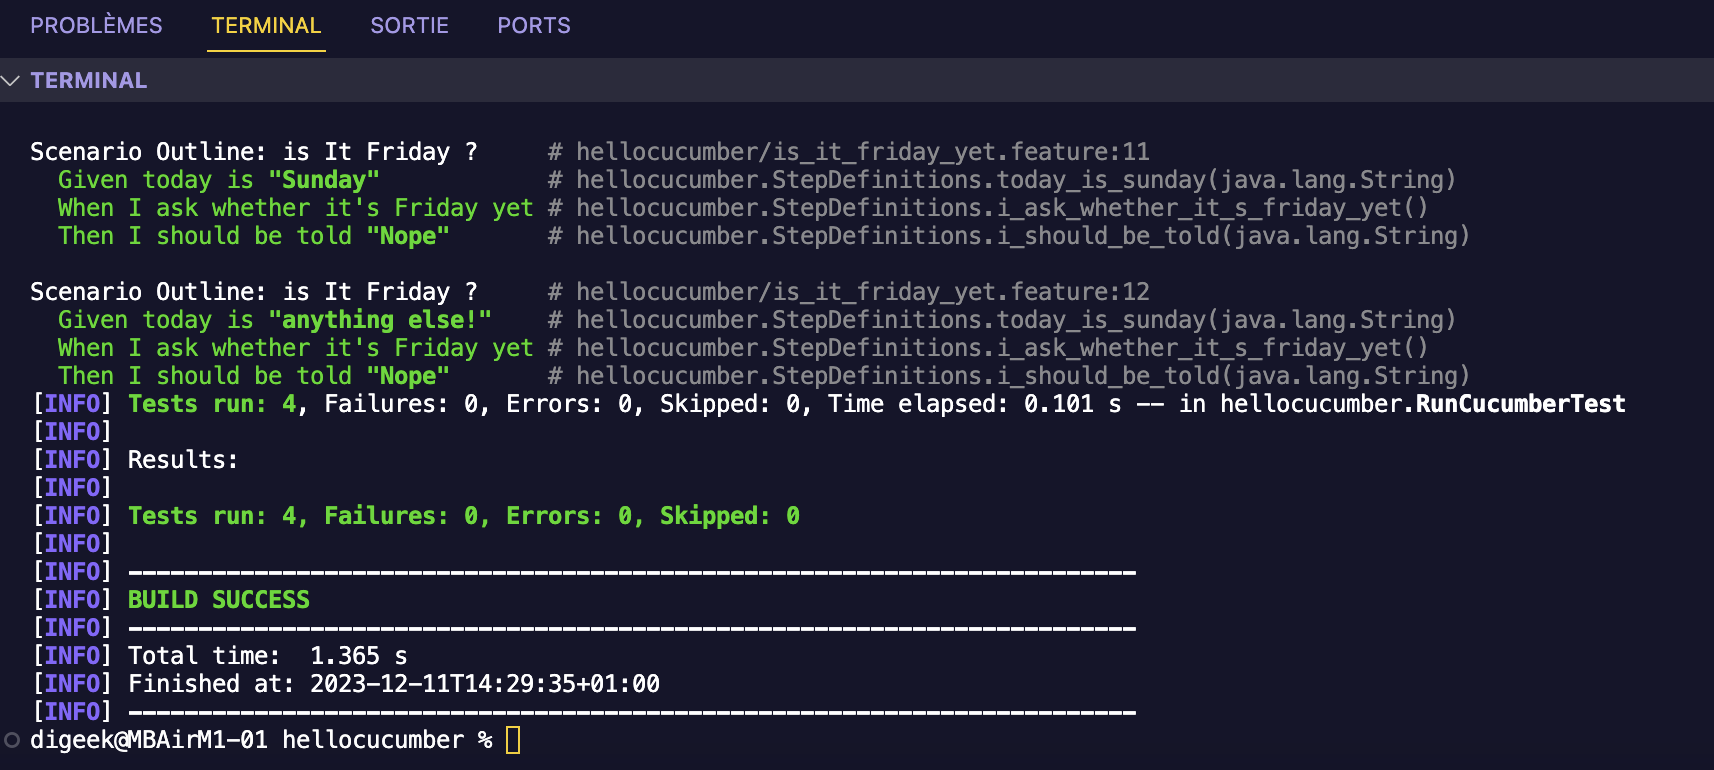 PROBLÈMES TERMINAL SORTIE PORTS
TERMINAL
Scenario Outline: is It Friday ?     # hellocucumber/is_it_friday_yet.feature:11
  Given today is "Sunday"            # hellocucumber.StepDefinitions.today_is_sunday(java.lang.String)
  When I ask whether it's Friday yet # hellocucumber.StepDefinitions.i_ask_whether_it_s_friday_yet()
  Then I should be told "Nope"       # hellocucumber.StepDefinitions.i_should_be_told(java.lang.String)
Scenario Outline: is It Friday ?     # hellocucumber/is_it_friday_yet.feature:12
  Given today is "anything else!"    # hellocucumber.StepDefinitions.today_is_sunday(java.lang.String)
  When I ask whether it's Friday yet # hellocucumber.StepDefinitions.i_ask_whether_it_s_friday_yet()
  Then I should be told "Nope"       # hellocucumber.StepDefinitions.i_should_be_told(java.lang.String)
[INFO] Tests run: 4, Failures: 0, Errors: 0, Skipped: 0, Time elapsed: 0.101 s -- in hellocucumber.RunCucumberTest
[INFO]
[INFO] Results:
[INFO]
[INFO] Tests run: 4, Failures: 0, Errors: 0, Skipped: 0
[INFO]
[INFO] ------------------------------------------------------------------------
[INFO] BUILD SUCCESS
[INFO] ------------------------------------------------------------------------
[INFO] Total time:  1.365 s
[INFO] Finished at: 2023-12-11T14:29:35+01:00
[INFO] ------------------------------------------------------------------------
digeek@MBAirM1-01 hellocucumber %